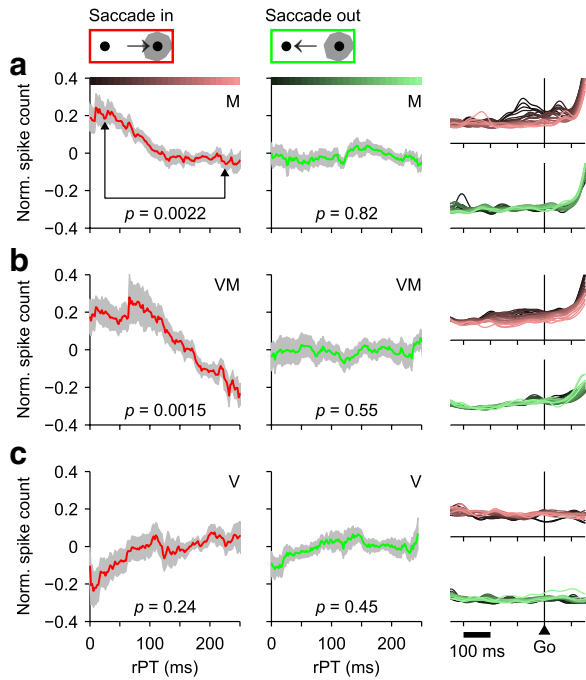 Saccade in
Saccade out
a
Norm. spike count
0.4
0.2
0
−0.2
−0.4
M
p = 0.0022
M
p = 0.82
b
Norm. spike count
0.4
0.2
0
−0.2
−0.4
VM
p = 0.0015
VM
p = 0.55
c
Norm. spike count
0.4
0.2
0
−0.2
−0.4
V
p = 0.24
V
p = 0.45
0 100 200
rPT (ms)
0 100 200
rPT (ms)
100 ms
Go